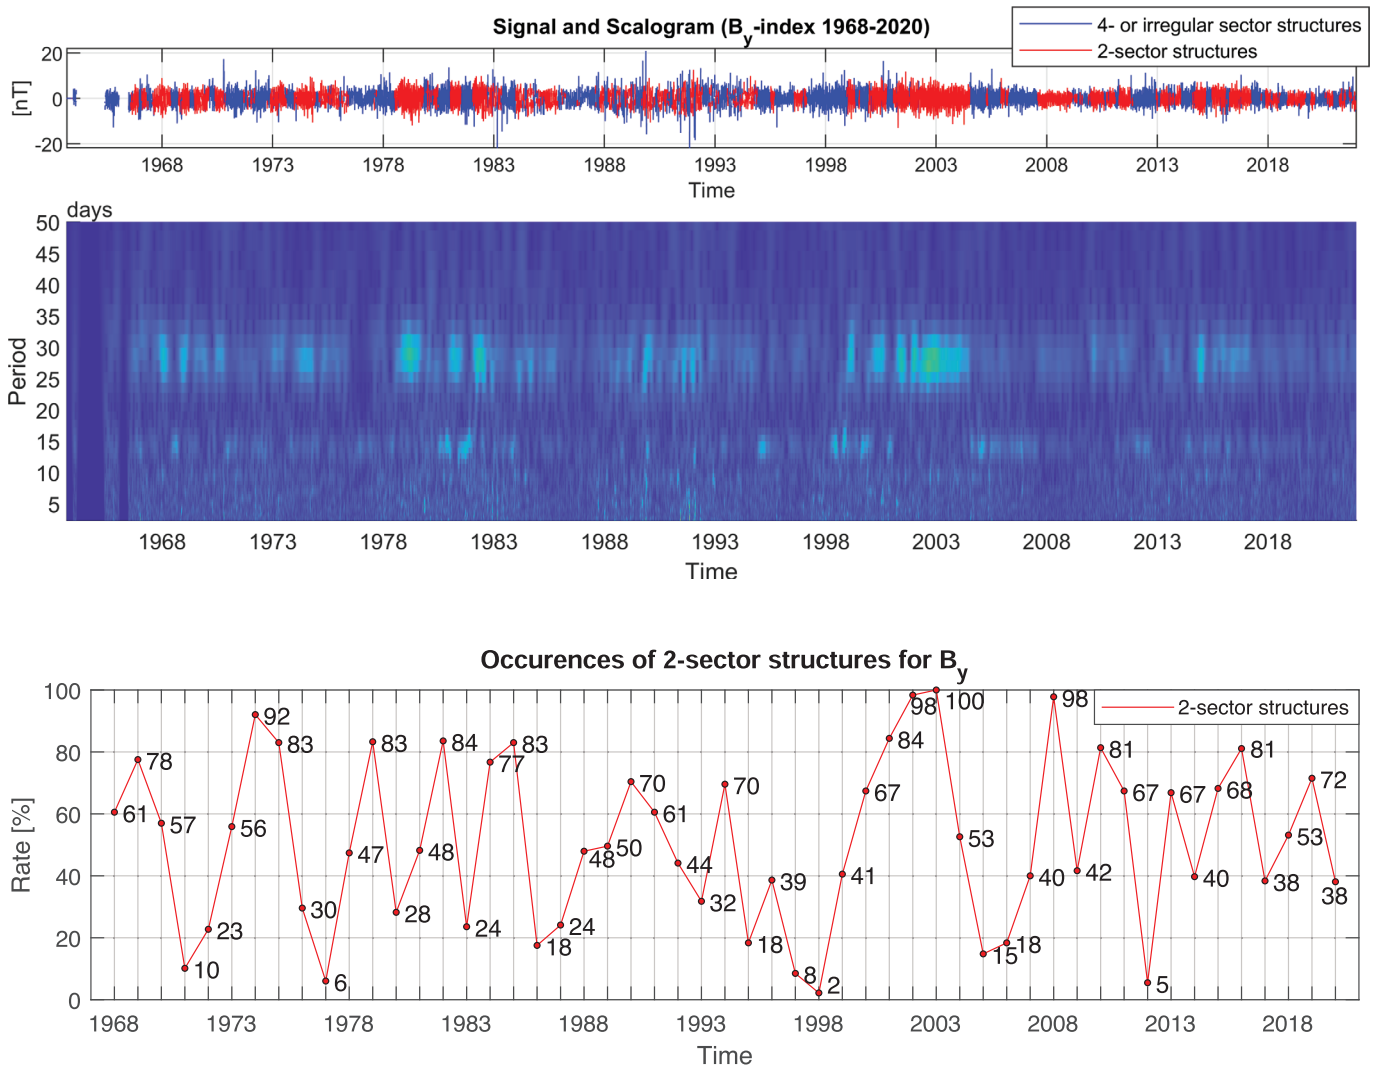 Signal and Scalogram (By-index 1968-2020)
4- or irregular sector structures
2-sector structures
20
0
-20
[nT]
1968 1973 1978 1983 1988 1993 1998 2003 2008 2013 2018
Time
days
50
45
40
35
30
25
20
15
10
5
Period
1968 1973 1978 1983 1988 1993 1998 2003 2008 2013 2018
Time
Occurences of 2-sector structures for By
2-sector structures
100
80
60
40
20
0
Rate [%]
61 78 57 10 23 56 92 83 30 6 47 83 28 48 84 24 77 83 18 24 48 50 70 61 44 32 70 18 39 8 2 41 67 84 98 100 53 15 18 40 98 42 81 67 5 67 40 68 81 38 53 72 38
1968 1973 1978 1983 1988 1993 1998 2003 2008 2013 2018
Time